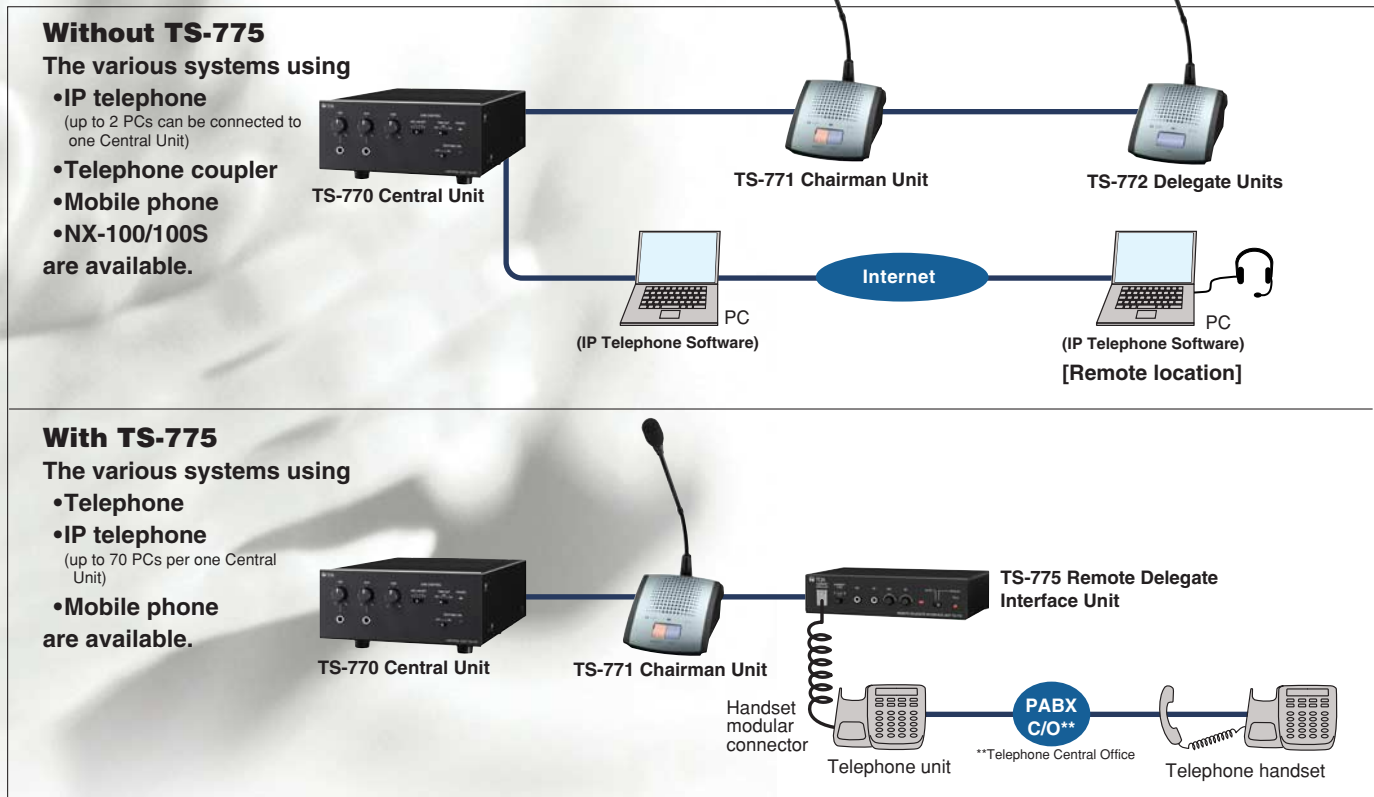 Without TS-775
The various systems using
•IP telephone
(up to 2 PCs can be connected to
one Central Unit)
•Telephone coupler
•Mobile phone
•NX-100/100S
are available.
TS-770 Central Unit
TS-771 Chairman Unit
TS-772 Delegate Units
PC
(IP Telephone Software)
Internet
PC
(IP Telephone Software)
[Remote location]
With TS-775
The various systems using
•Telephone
•IP telephone
(up to 70 PCs per one Central
Unit)
•Mobile phone
are available.
TS-770 Central Unit
TS-771 Chairman Unit
TS-775 Remote Delegate
Interface Unit
Handset
modular
connector
Telephone unit
PABX
C/O**
**Telephone Central Office
Telephone handset